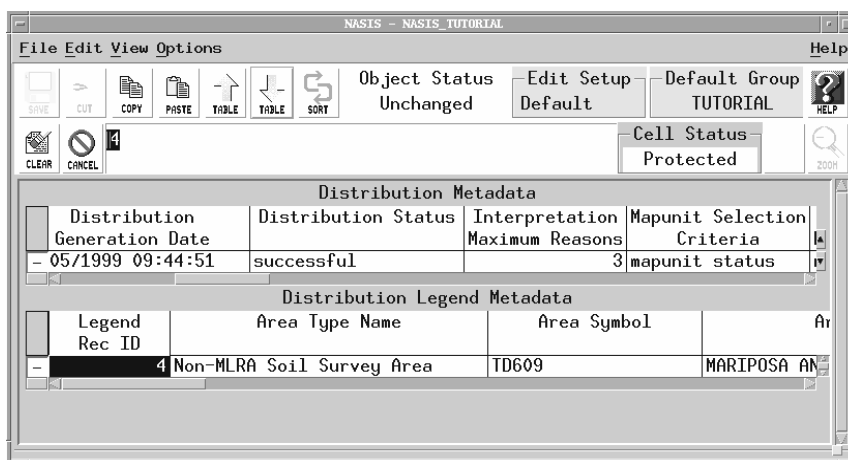 NASIS - NASIS_TUTORIAL
File Edit View Options Help
SAVE CUT COPY PASTE TABLE TABLE SORT Object Status Unchanged Edit Setup Default Default Group TUTORIAL HELP
CLEAR CANCEL 4 Cell Status Protected ZOOM
Distribution Metadata
Distribution Distribution Status Interpretation Mapunit Selection
Generation Date Maximum Reasons Criteria
05/1999 09:44:51 successful 3 mapunit status
Distribution Legend Metadata
Legend Area Type Name Area Symbol Ar
Rec ID
4 Non-MLRA Soil Survey Area TD609 MARIPOSA AN